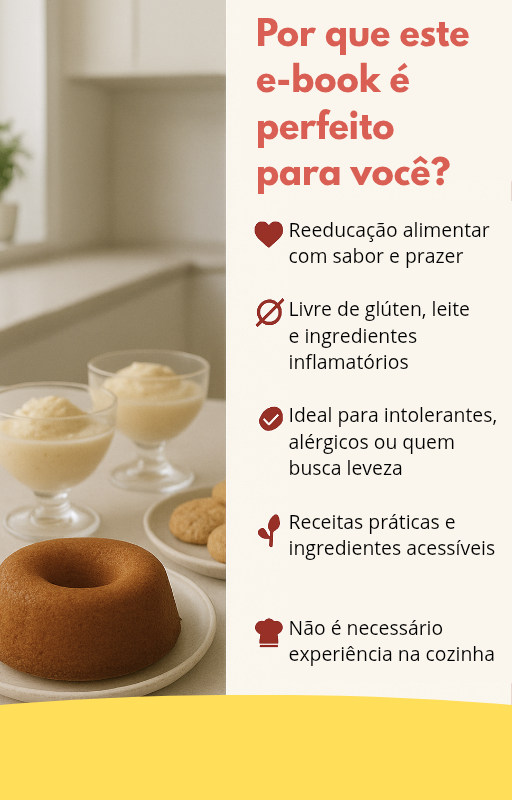 Por que este
e-book é
perfeito
para você?
Reeducação alimentar
com sabor e prazer
Livre de glúten, leite
e ingredientes
inflamatórios
Ideal para intolerantes,
alérgicos ou quem
busca leveza
Receitas práticas e
ingredientes acessíveis
Não é necessário
experiência na cozinha